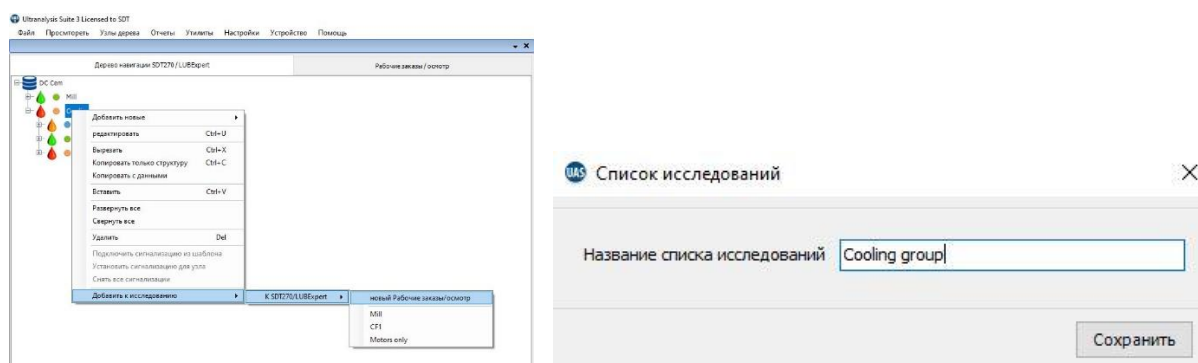 Ultranalysis Suite 3 Licensed to SDT
Файл Просмтореть Узлы дерева Отчеты Утилиты Настройки Устройство Помощь
Дерево навигации SDT270 / LUBExpert
Рабочие заказы / осмотр
DC Cem
Mill
Добавить новые
редактировать Ctrl+U
Вырезать Ctrl+X
Копировать только структуру Ctrl+C
Копировать с данными
Вставить Ctrl+V
Развернуть все
Свернуть все
Удалить Del
Подключить сигнализацию из шаблона
Установить сигнализацию для узла
Снять все сигнализации
Добавить к исследованию
К SDT270/LUBExpert
новый Рабочие заказы/осмотр
Mill
CF1
Motors only
UAS Список исследований
Название списка исследований Cooling group
Сохранить